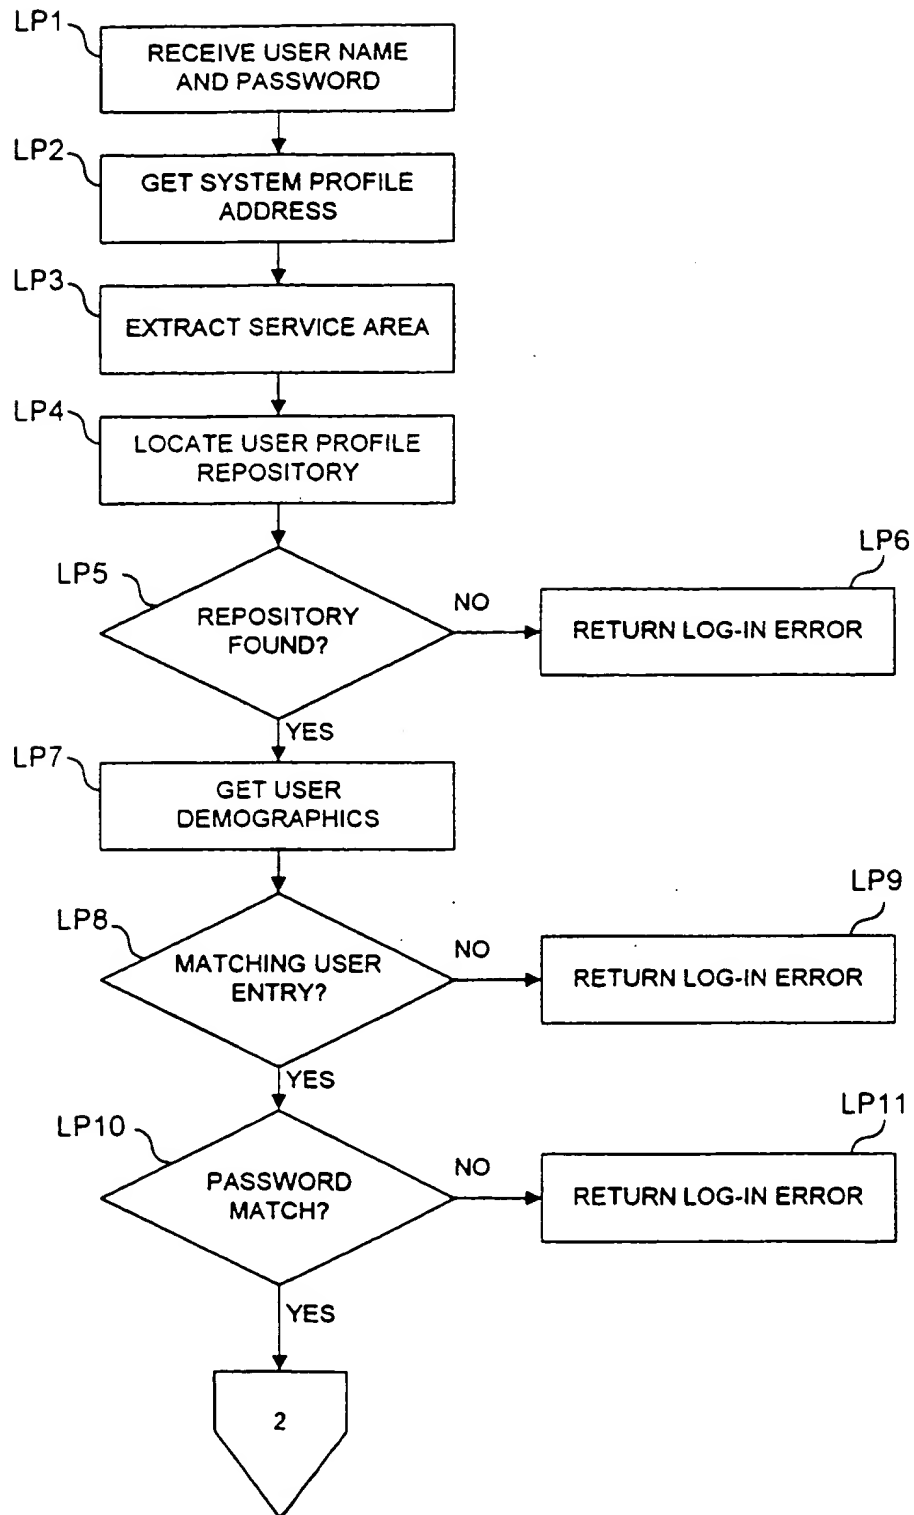 LP1
RECEIVE USER NAME
AND PASSWORD
LP2
GET SYSTEM PROFILE
ADDRESS
LP3
EXTRACT SERVICE AREA
LP4
LOCATE USER PROFILE
REPOSITORY
LP5
REPOSITORY
FOUND?
NO
LP6
RETURN LOG-IN ERROR
YES
LP7
GET USER
DEMOGRAPHICS
LP8
MATCHING USER
ENTRY?
NO
LP9
RETURN LOG-IN ERROR
YES
LP10
PASSWORD
MATCH?
NO
LP11
RETURN LOG-IN ERROR
YES
2